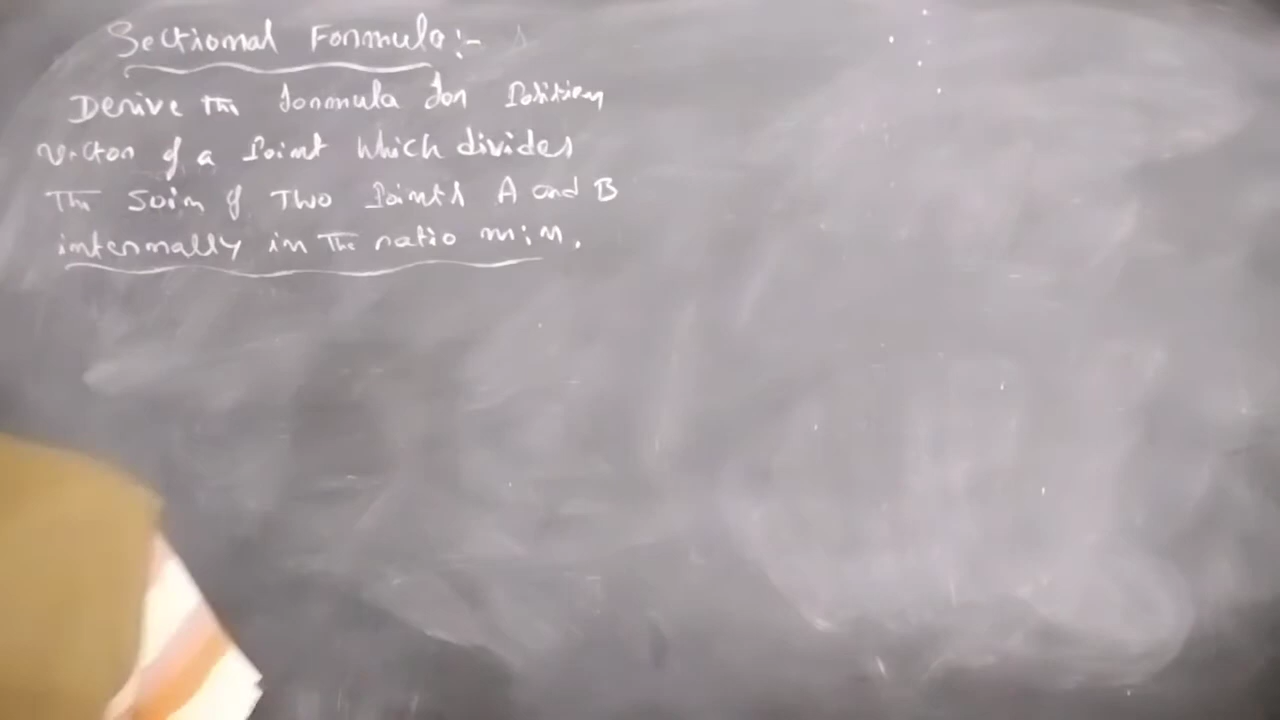 Sectional Formula:-
Derive the formula for Position
vector of a Point which divides
The Join of Two Points A and B
internally in The ratio m:n.